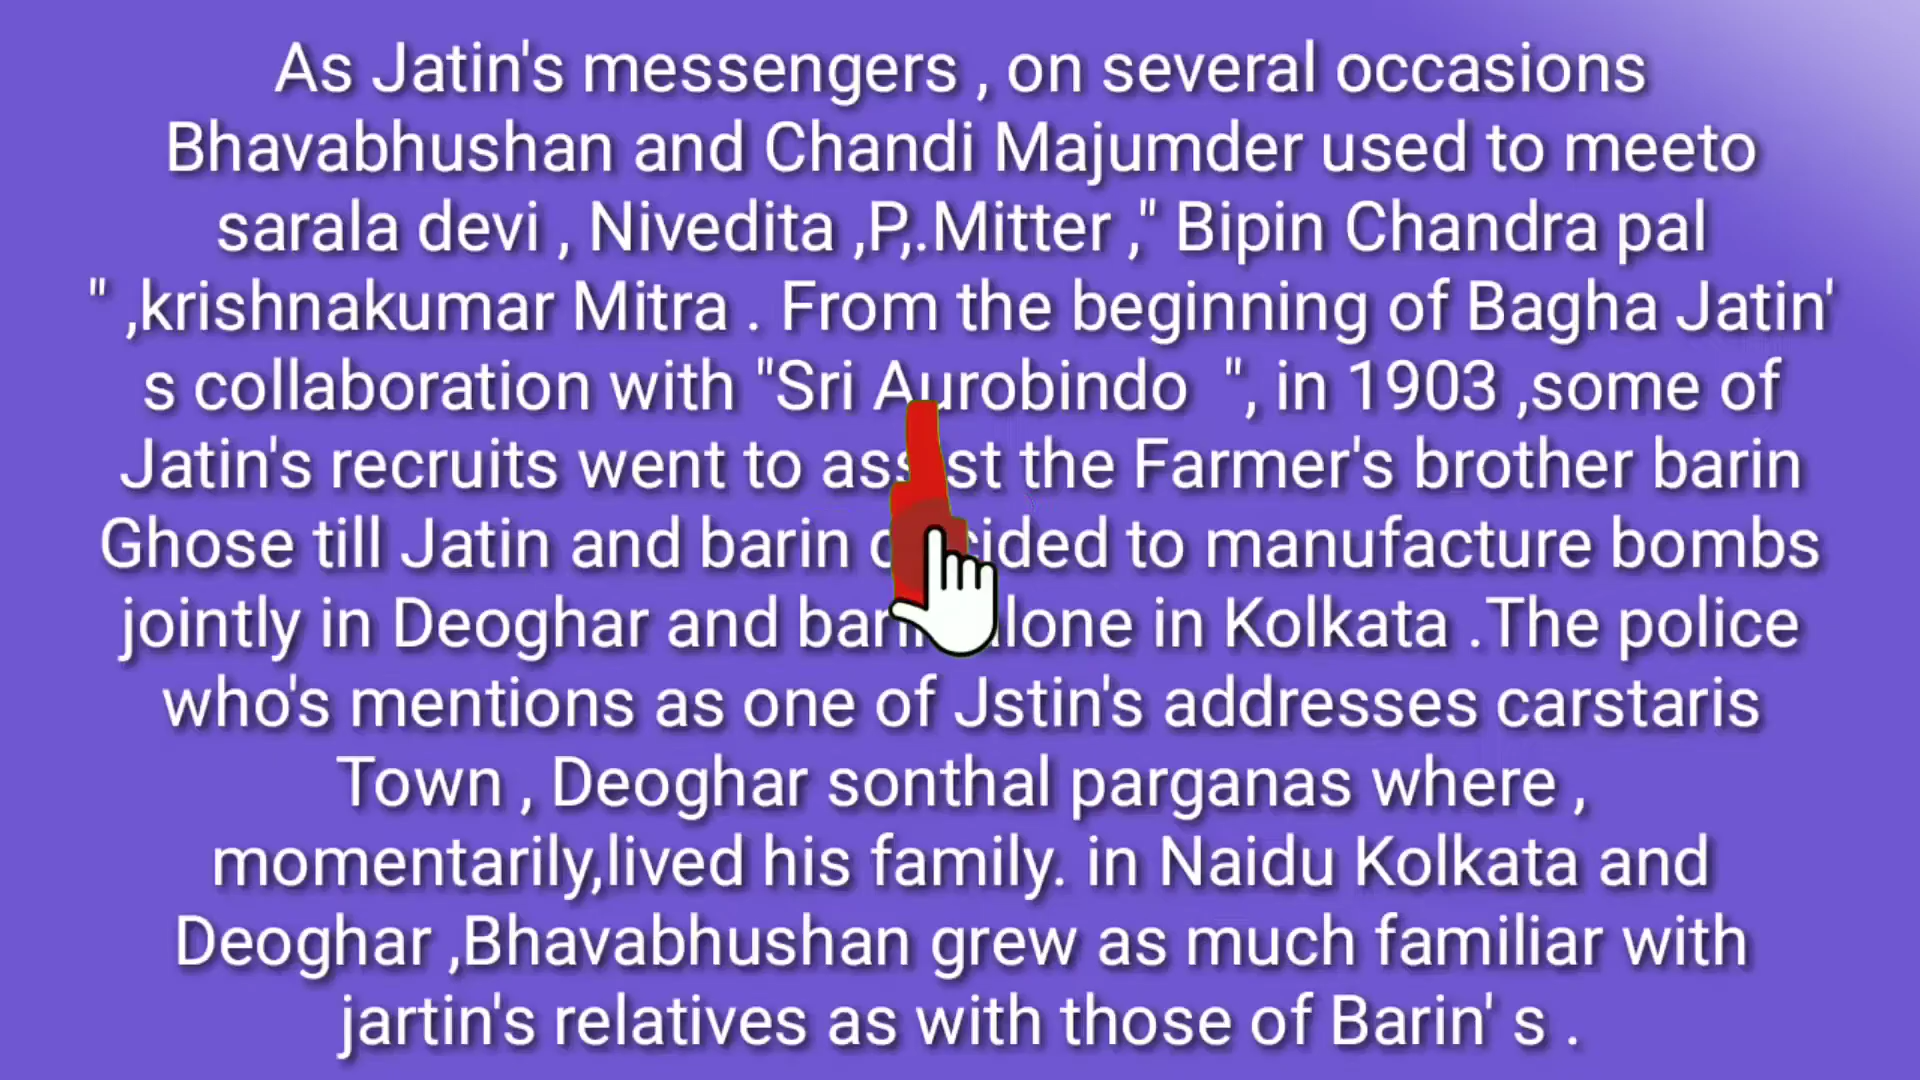 As Jatin's messengers , on several occasions
Bhavabhushan and Chandi Majumder used to meeto
sarala devi , Nivedita ,P,.Mitter ," Bipin Chandra pal
" ,krishnakumar Mitra . From the beginning of Bagha Jatin'
s collaboration with "Sri Aurobindo ", in 1903 ,some of
Jatin's recruits went to assist the Farmer's brother barin
Ghose till Jatin and barin decided to manufacture bombs
jointly in Deoghar and in Kolkata .The police
who's mentions as one of Jstin's addresses carstaris
Town , Deoghar sonthal parganas where ,
momentarily,lived his family. in Naidu Kolkata and
Deoghar ,Bhavabhushan grew as much familiar with
jartin's relatives as with those of Barin' s .